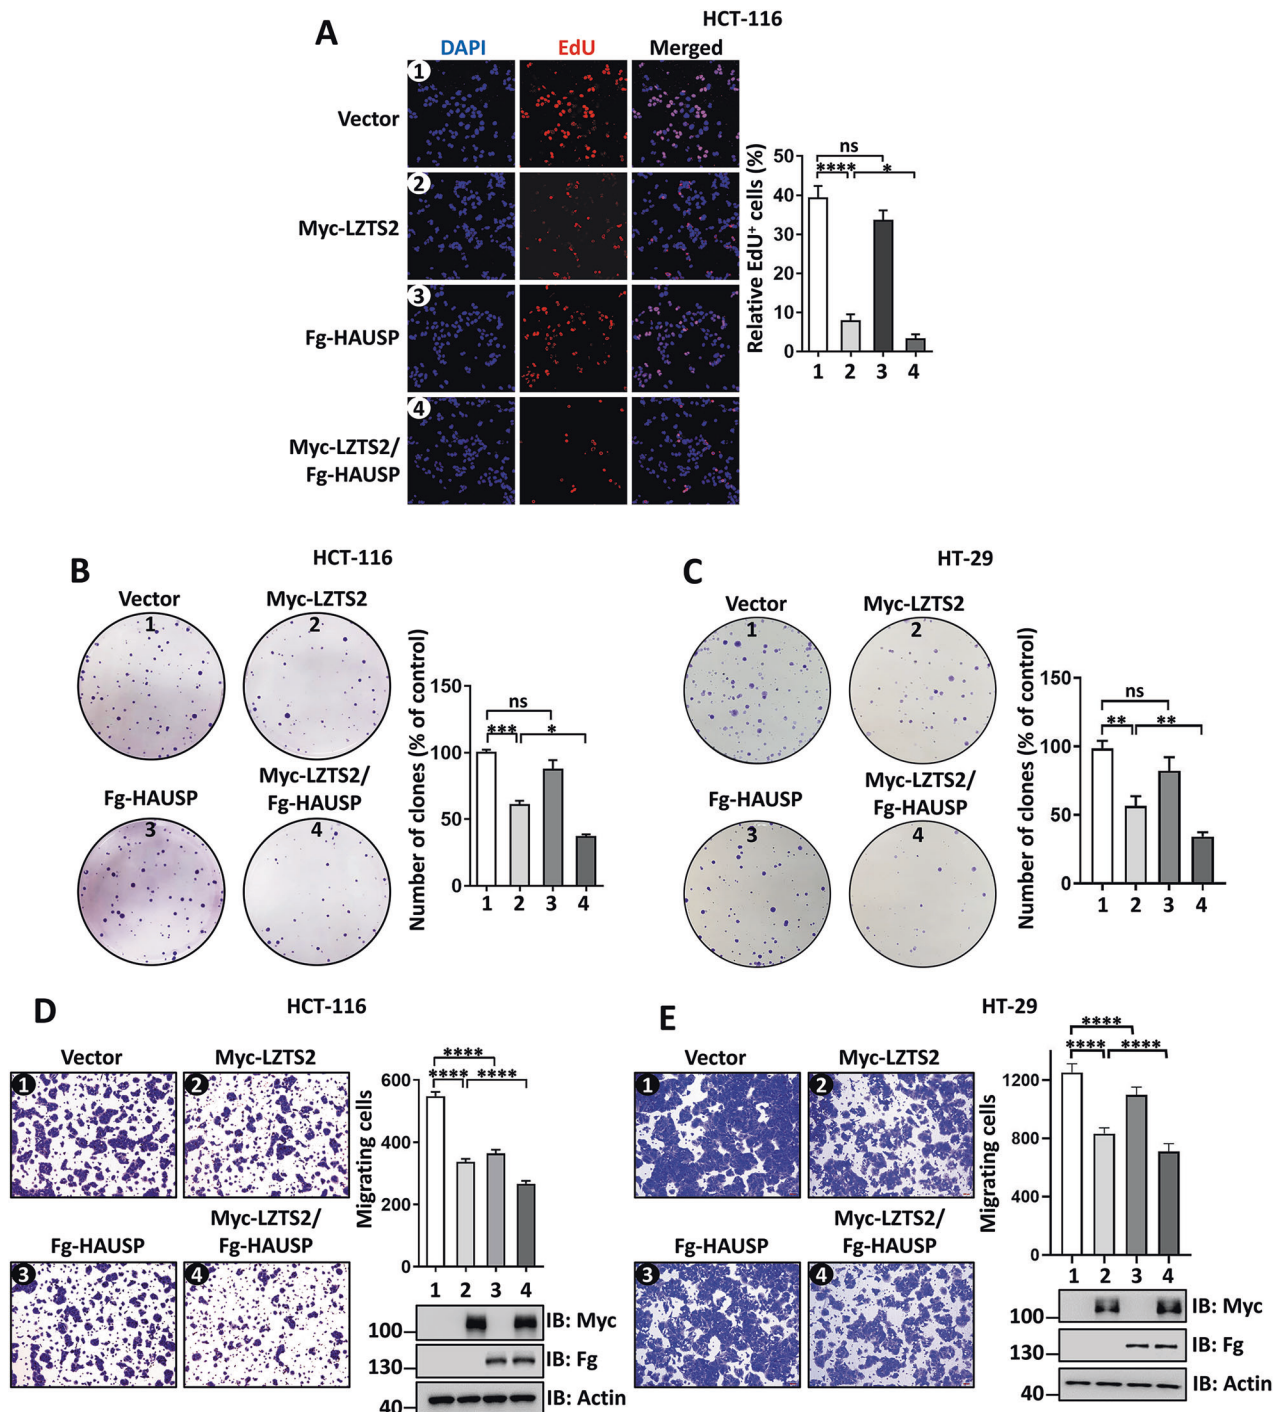 A
HCT-116
DAPI EdU Merged
1
Vector
2
Myc-LZTS2
3
Fg-HAUSP
4
Myc-LZTS2/
Fg-HAUSP
Relative EdU⁺ cells (%)
50
40
30
20
10
0
ns
**** *
1 2 3 4
B
HCT-116
Vector Myc-LZTS2
1 2
Fg-HAUSP Myc-LZTS2/
Fg-HAUSP
3 4
Number of clones (% of control)
150
100
50
0
ns
*** *
1 2 3 4
C
HT-29
Vector Myc-LZTS2
1 2
Fg-HAUSP Myc-LZTS2/
Fg-HAUSP
3 4
Number of clones (% of control)
150
100
50
0
ns
** **
1 2 3 4
D
HCT-116
Vector Myc-LZTS2
1 2
Fg-HAUSP Myc-LZTS2/
Fg-HAUSP
3 4
Migrating cells
600
400
200
0
****
**** ****
1 2 3 4
100 IB: Myc
130 IB: Fg
40 IB: Actin
E
HT-29
Vector Myc-LZTS2
1 2
Fg-HAUSP Myc-LZTS2/
Fg-HAUSP
3 4
Migrating cells
1200
800
400
0
****
**** ****
1 2 3 4
100 IB: Myc
130 IB: Fg
40 IB: Actin